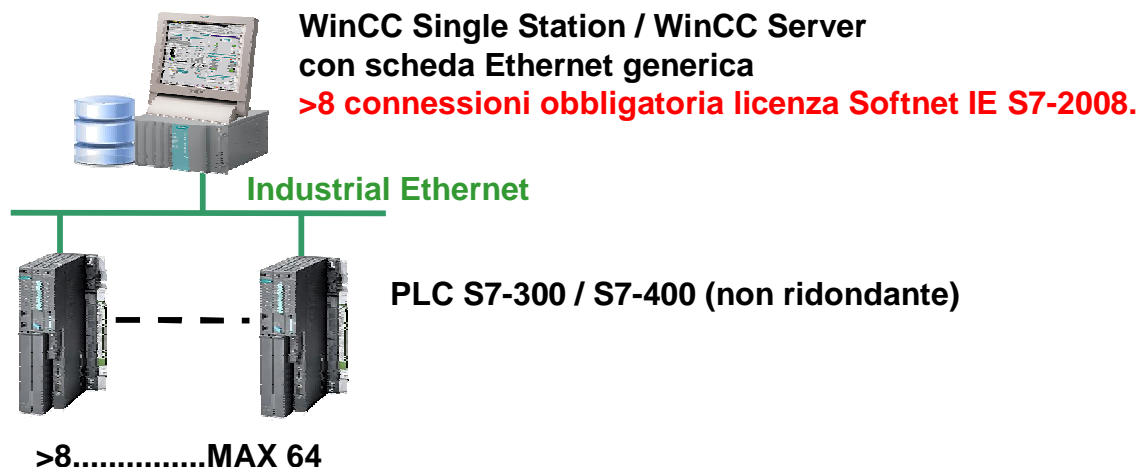 WinCC Single Station / WinCC Server
con scheda Ethernet generica
>8 connessioni obbligatoria licenza Softnet IE S7-2008.
Industrial Ethernet
PLC S7-300 / S7-400 (non ridondante)
>8...............MAX 64